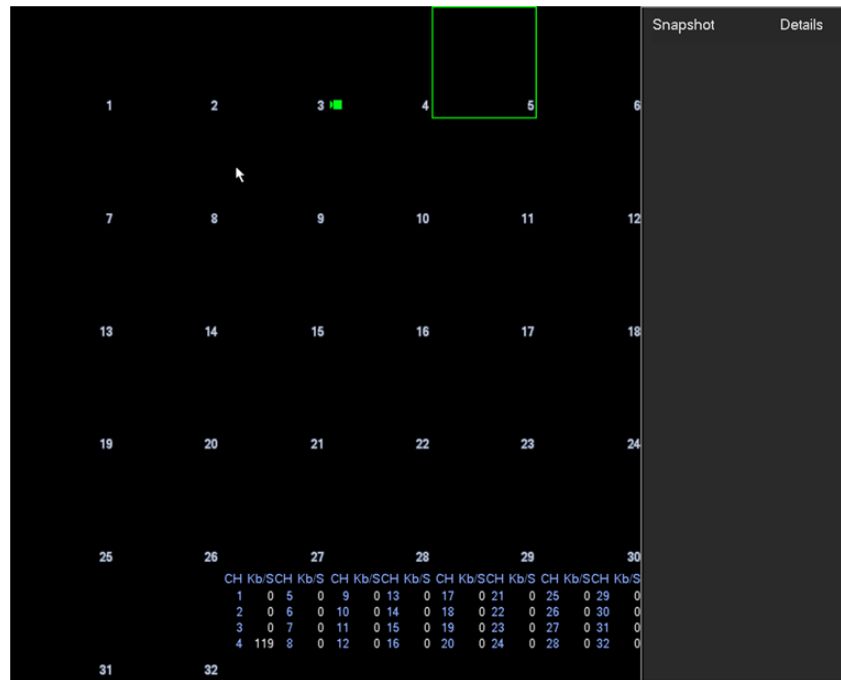 Snapshot Details
1 2 3 4 5 6
7 8 9 10 11 12
13 14 15 16 17 18
19 20 21 22 23 24
25 26 27 28 29 30
CH Kb/S CH Kb/S CH Kb/S CH Kb/S CH Kb/S CH Kb/S CH Kb/S CH Kb/S
1 0 5 0 9 0 13 0 17 0 21 0 25 0 29 0
2 0 6 0 10 0 14 0 18 0 22 0 26 0 30 0
3 0 7 0 11 0 15 0 19 0 23 0 27 0 31 0
4 119 8 0 12 0 16 0 20 0 24 0 28 0 32 0
31 32